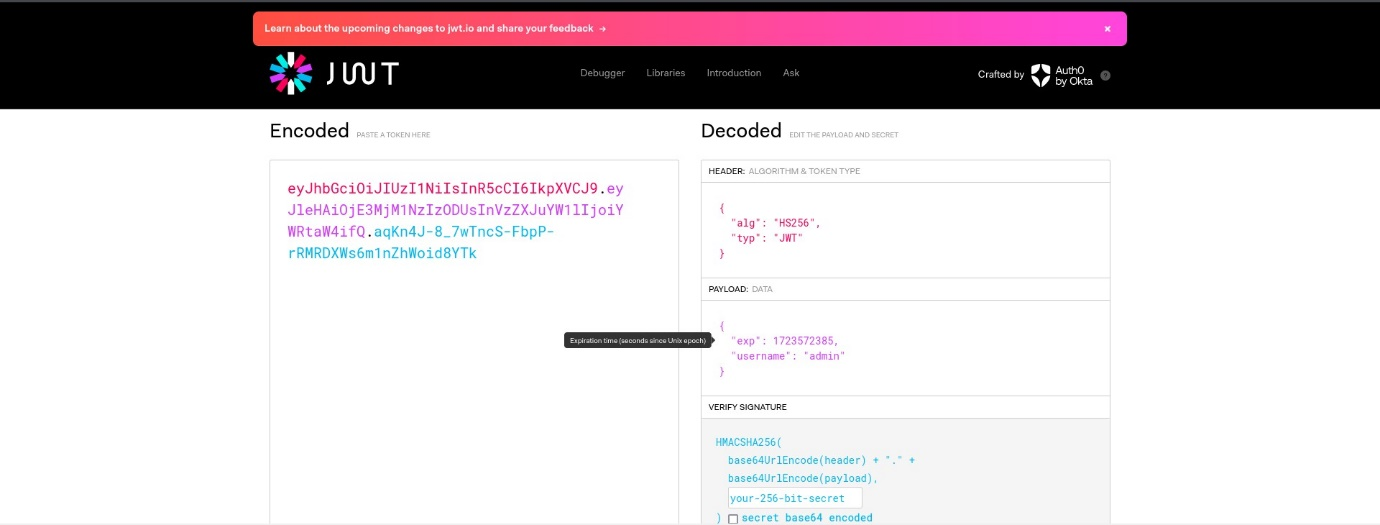 Learn about the upcoming changes to jwt.io and share your feedback →
×
JWT
Debugger Libraries Introduction Ask
Crafted by Auth0 by Okta
Encoded PASTE A TOKEN HERE
eyJhbGciOiJIUzI1NiIsInR5cCI6IkpXVCJ9.ey
JleHAiOjE3MjM1NzIzODUsInVzZXJuYW1lIjoiY
WRtaW4ifQ.aqKn4J-8_7wTncS-FbpP-
rRMRDXWs6m1nZhWoid8YTk
Decoded EDIT THE PAYLOAD AND SECRET
HEADER: ALGORITHM & TOKEN TYPE
{
"alg": "HS256",
"typ": "JWT"
}
PAYLOAD: DATA
{
Expiration time (seconds since Unix epoch)
"exp": 1723572385,
"username": "admin"
}
VERIFY SIGNATURE
HMACSHA256(
base64UrlEncode(header) + "." +
base64UrlEncode(payload),
your-256-bit-secret
) secret base64 encoded